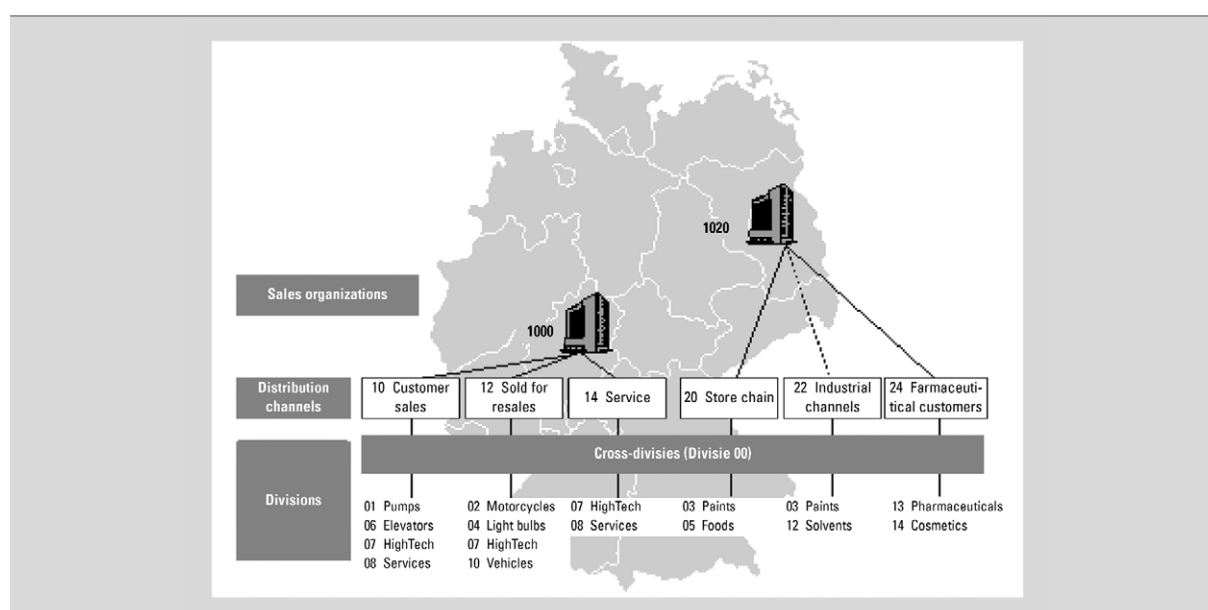 1020
Sales organizations
1000
Distribution
channels
10 Customer
sales
12 Sold for
resales
14 Service
20 Store chain
22 Industrial
channels
24 Farmaceuti-
tical customers
Cross-divisies (Divisie 00)
Divisions
01 Pumps
06 Elevators
07 HighTech
08 Services
02 Motorcycles
04 Light bulbs
07 HighTech
10 Vehicles
07 HighTech
08 Services
03 Paints
05 Foods
03 Paints
12 Solvents
13 Pharmaceuticals
14 Cosmetics